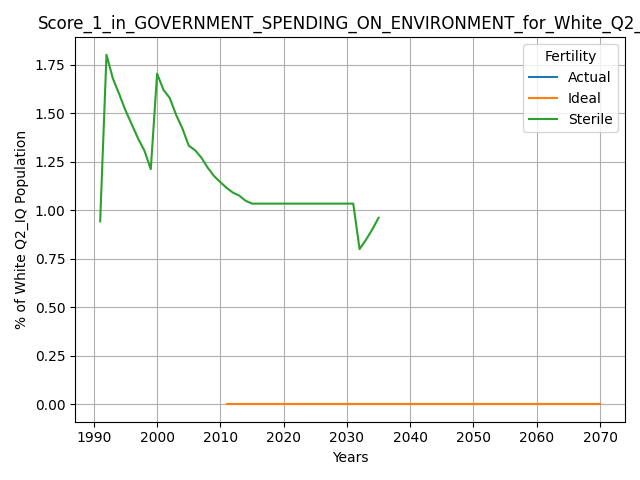 Score_1_in_GOVERNMENT_SPENDING_ON_ENVIRONMENT_for_White_Q2_
Fertility
Actual
Ideal
Sterile
% of White Q2_IQ Population
1.75
1.50
1.25
1.00
0.75
0.50
0.25
0.00
1990 2000 2010 2020 2030 2040 2050 2060 2070
Years